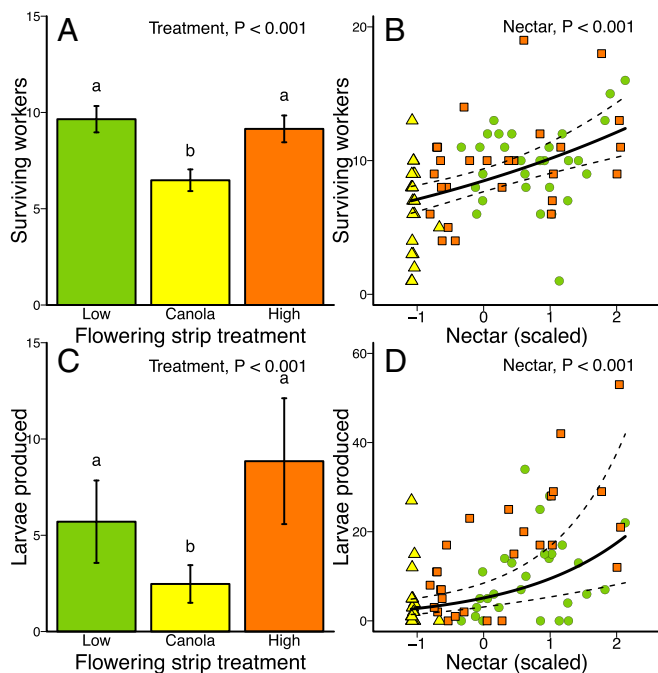 A
Treatment, P < 0.001
15
10
5
0
Surviving workers
a
b
a
Low
Canola
High
Flowering strip treatment
B
Nectar, P < 0.001
20
10
0
Surviving workers
−1
0
1
2
Nectar (scaled)
C
Treatment, P < 0.001
15
10
5
0
Larvae produced
a
b
a
Low
Canola
High
Flowering strip treatment
D
Nectar, P < 0.001
60
40
20
0
Larvae produced
−1
0
1
2
Nectar (scaled)